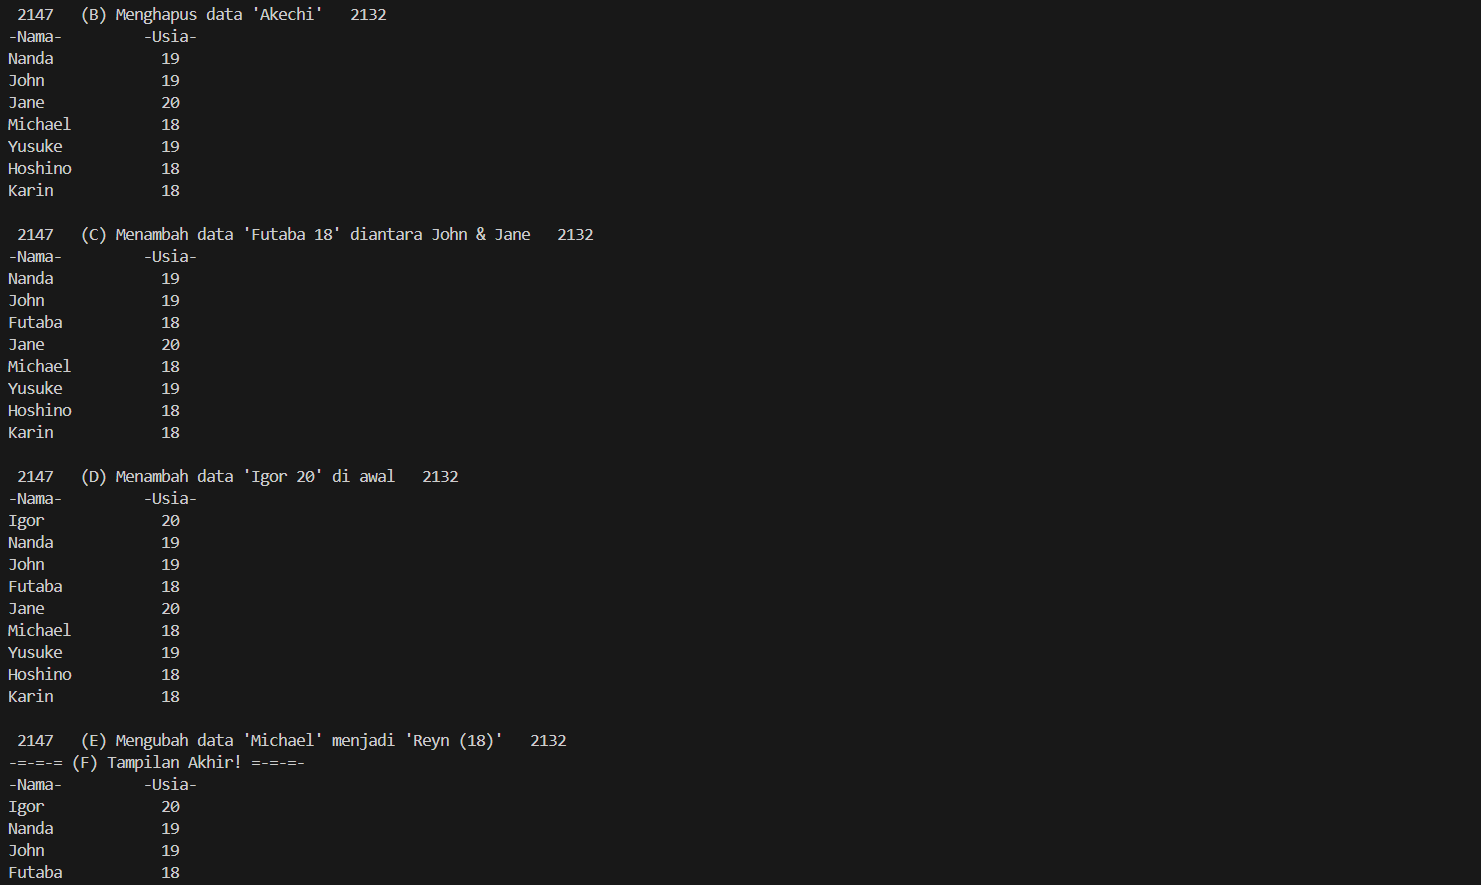 2147 (B) Menghapus data 'Akechi' 2132
-Nama- -Usia-
Nanda 19
John 19
Jane 20
Michael 18
Yusuke 19
Hoshino 18
Karin 18
2147 (C) Menambah data 'Futaba 18' diantara John & Jane 2132
-Nama- -Usia-
Nanda 19
John 19
Futaba 18
Jane 20
Michael 18
Yusuke 19
Hoshino 18
Karin 18
2147 (D) Menambah data 'Igor 20' di awal 2132
-Nama- -Usia-
Igor 20
Nanda 19
John 19
Futaba 18
Jane 20
Michael 18
Yusuke 19
Hoshino 18
Karin 18
2147 (E) Mengubah data 'Michael' menjadi 'Reyn (18)' 2132
-=-=-= (F) Tampilan Akhir! =-=-=-
-Nama- -Usia-
Igor 20
Nanda 19
John 19
Futaba 18